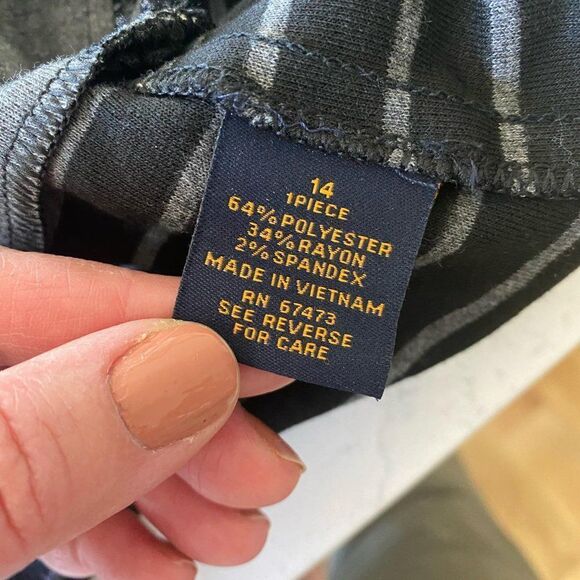 14
1PIECE
64% POLYESTER
34% RAYON
2% SPANDEX
MADE IN VIETNAM
RN 67473
SEE REVERSE
FOR CARE